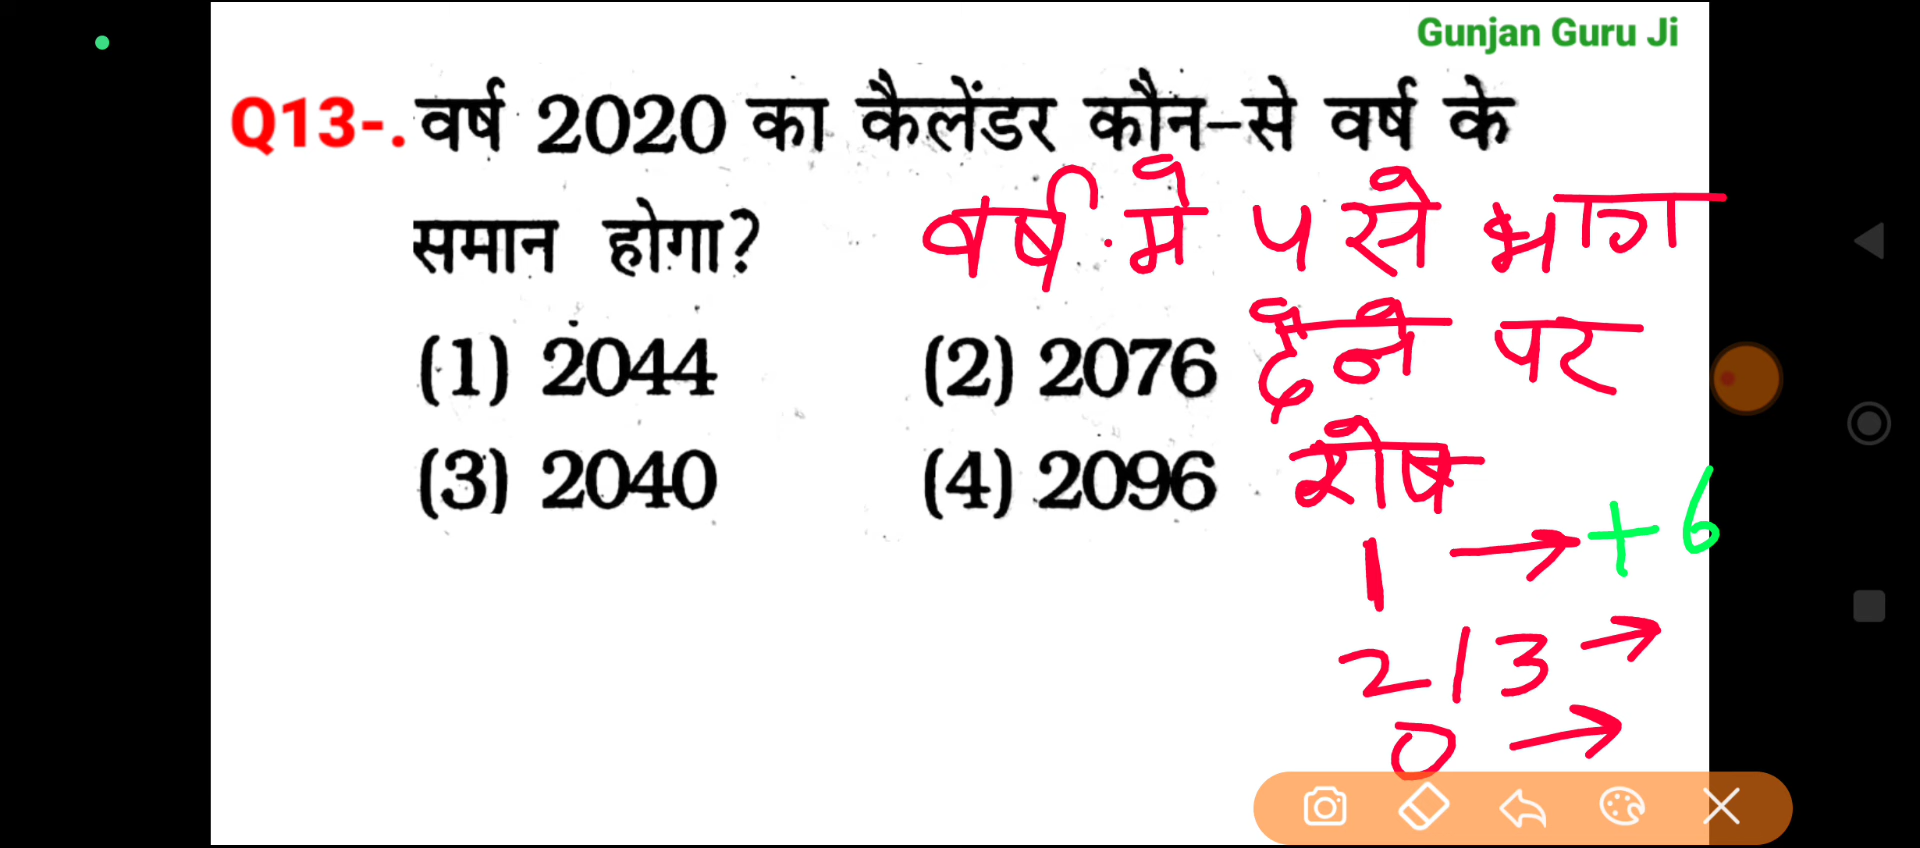 Gunjan Guru Ji
Q13-. वर्ष 2020 का कैलेंडर कौन-से वर्ष के
समान होगा?
वर्ष में 4 से भाग
देने पर
शेष
(1) 2044 (2) 2076
(3) 2040 (4) 2096
1 → +6
2/3 →
0 →